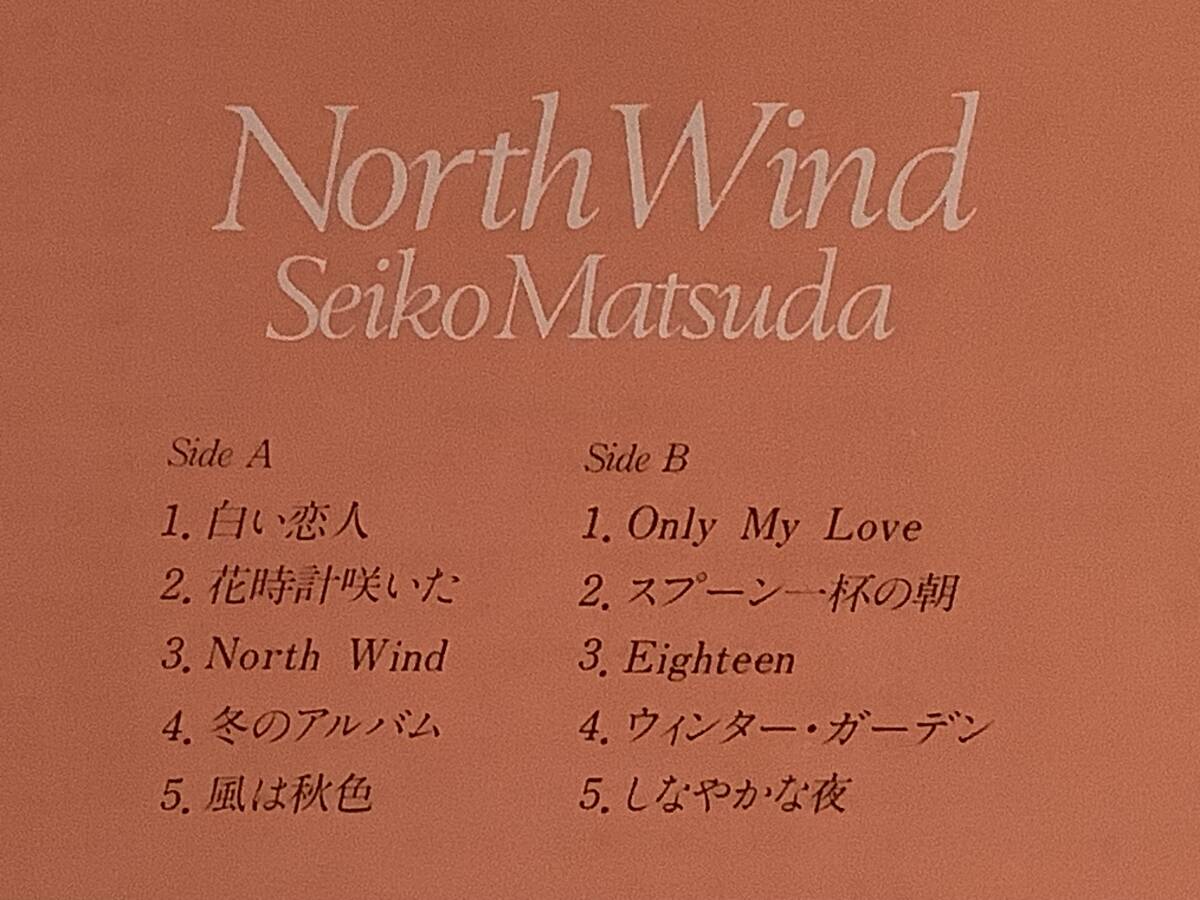 North Wind
Seiko Matsuda
Side A
1. 白い恋人
2. 花時計咲いた
3. North Wind
4. 冬のアルバム
5. 風は秋色
Side B
1. Only My Love
2. スプーン一杯の朝
3. Eighteen
4. ウィンター・ガーデン
5. しなやかな夜